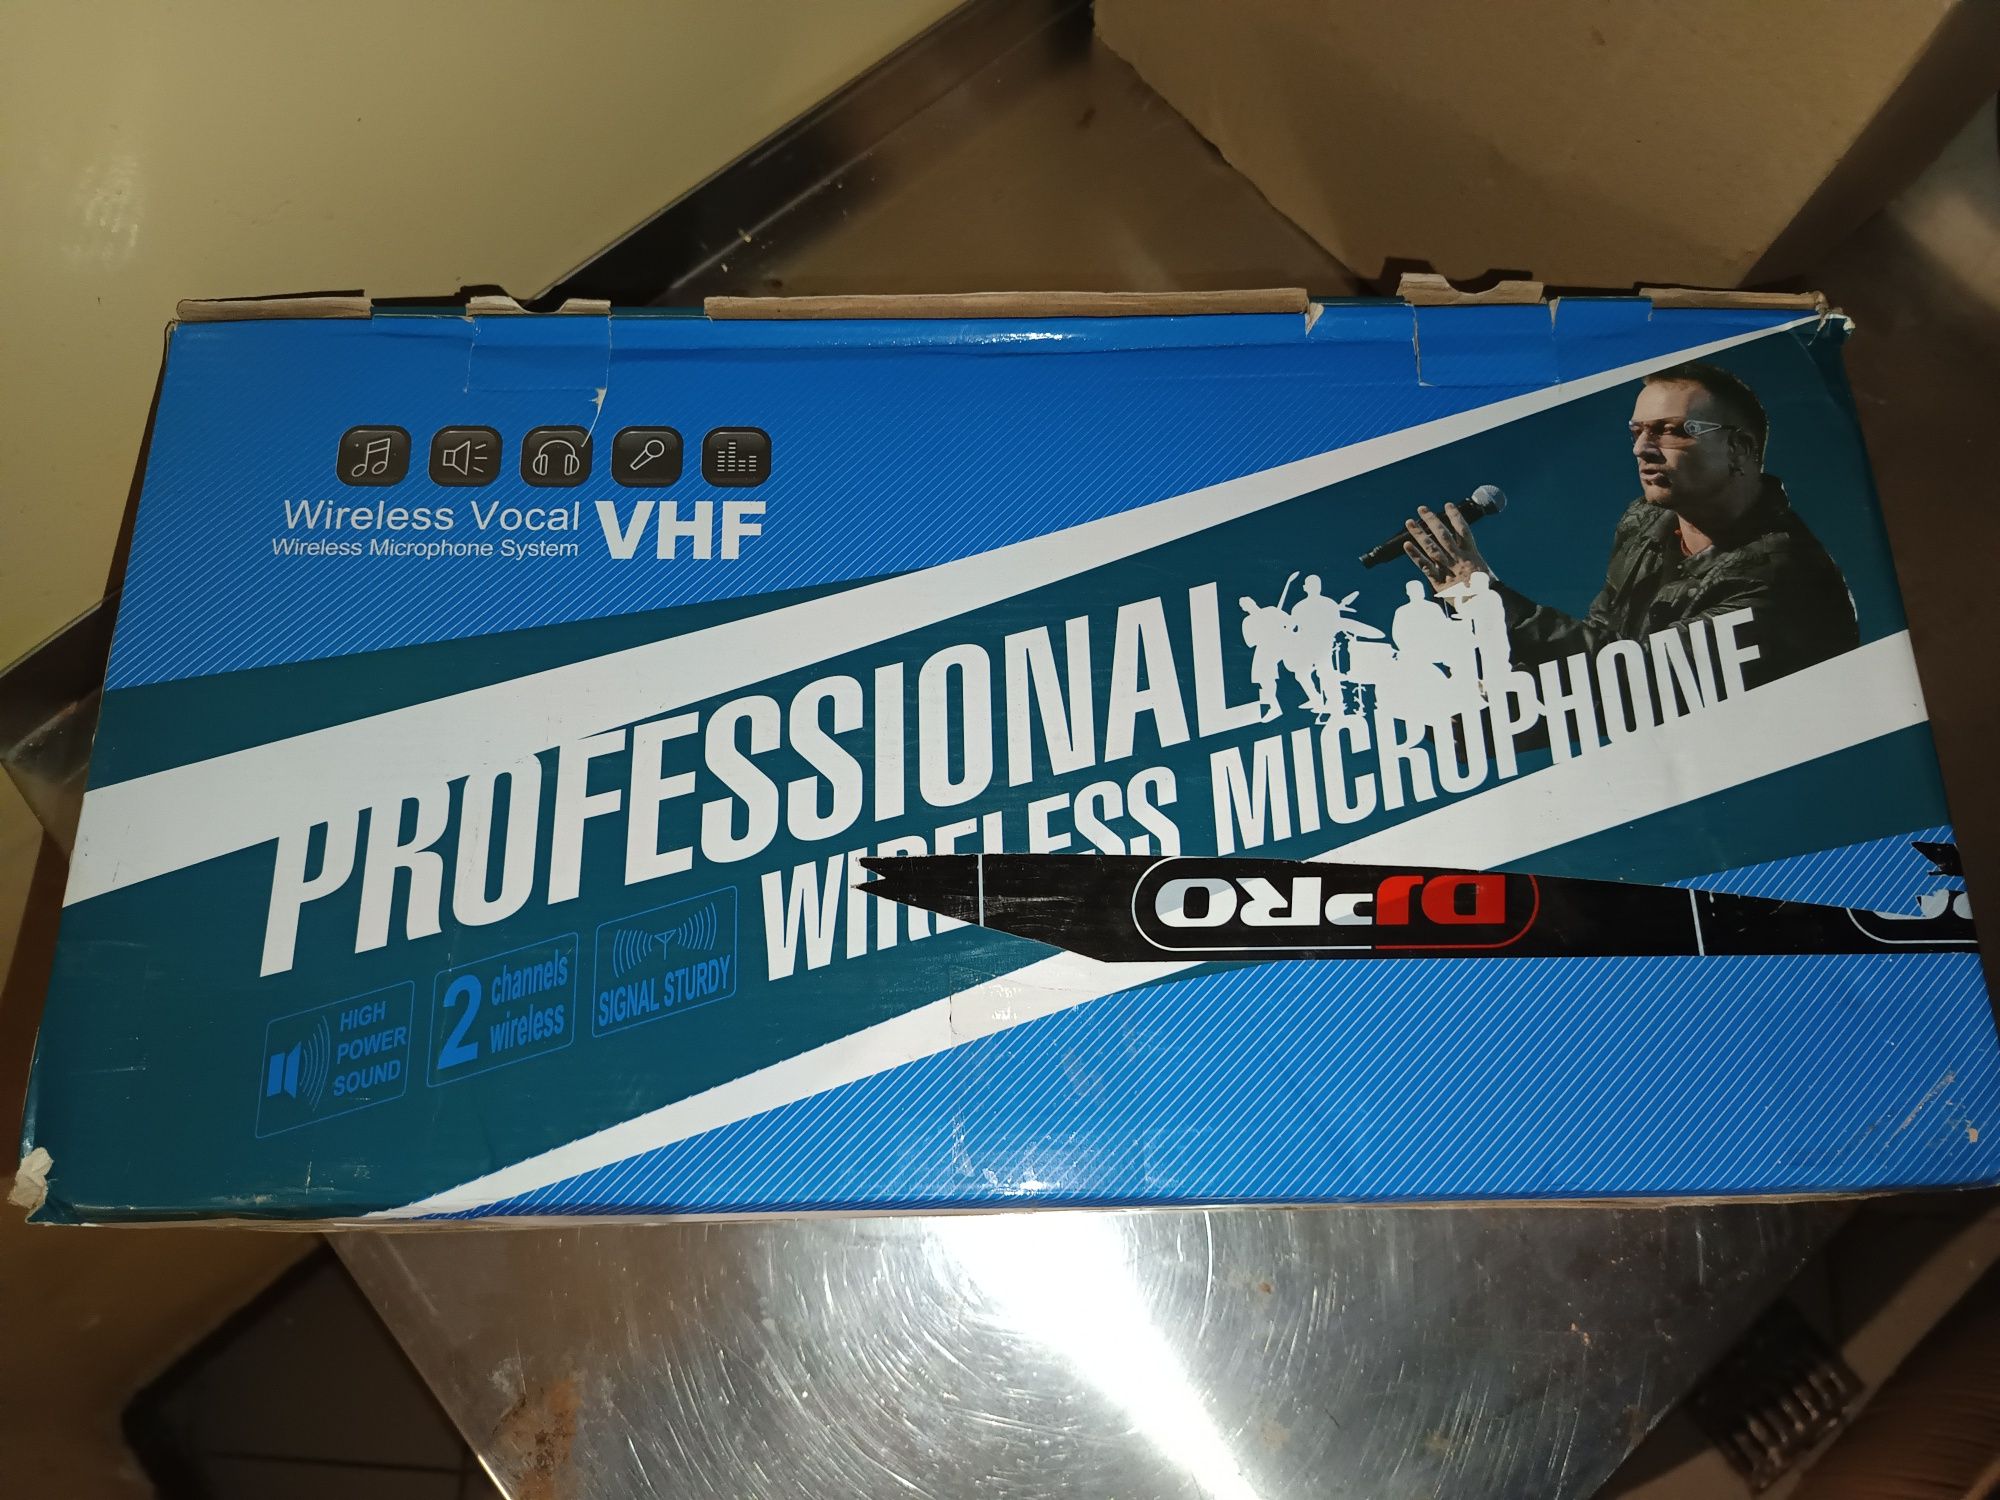 Wireless Vocal VHF
Wireless Microphone System
PROFESSIONAL
WIRELESS MICROPHONE
HIGH
POWER
SOUND
2 channels
wireless
SIGNAL STURDY
DJPRO